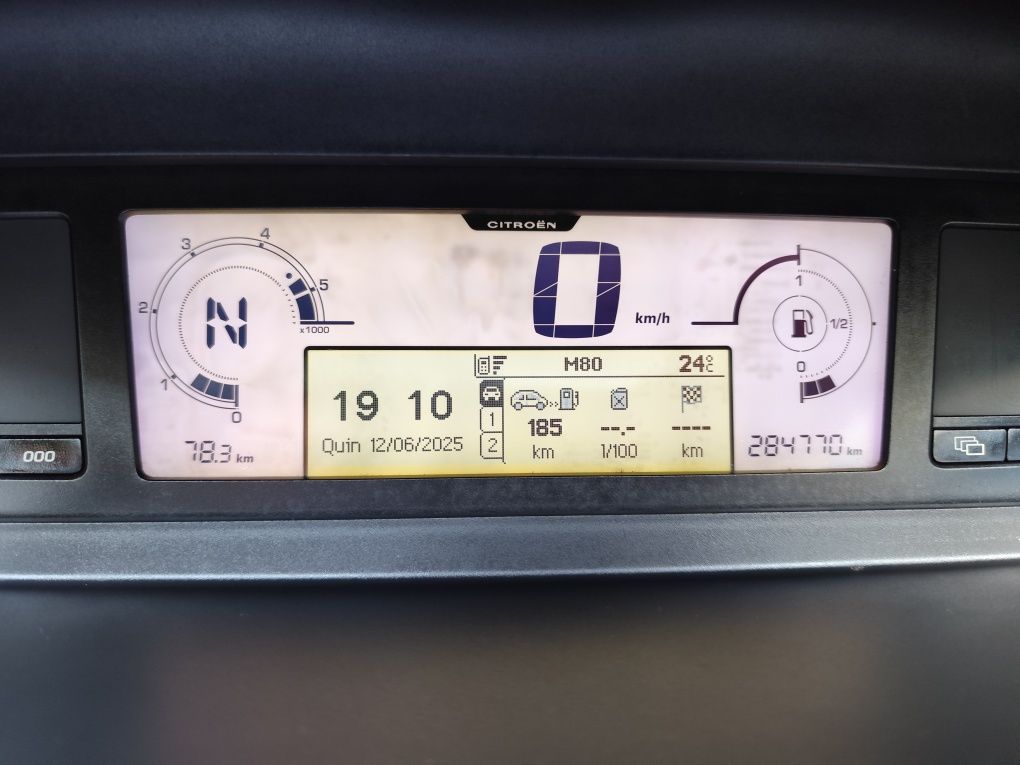 CITROËN
4
3
5
2
x1000
1
0
N
78.3 km
000
0 km/h
M80
24°C
19 10
Quin 12/06/2025
1
2
185
km
--.-
1/100
----
km
1
1/2
0
284770 km